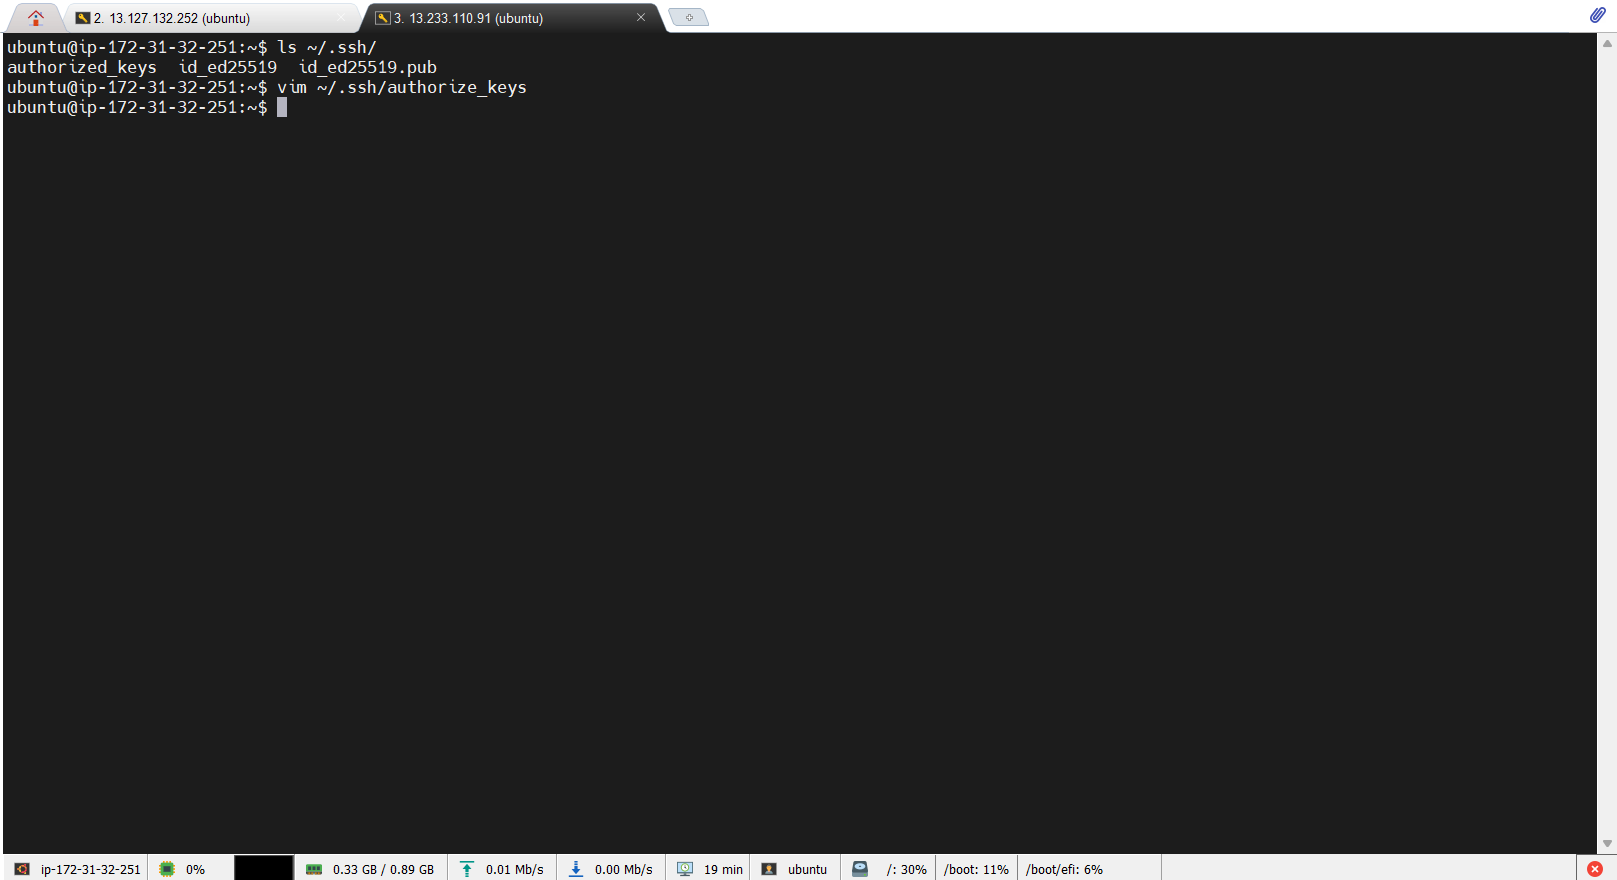 2. 13.127.132.252 (ubuntu)
3. 13.233.110.91 (ubuntu)
ubuntu@ip-172-31-32-251:~$ ls ~/.ssh/
authorized_keys  id_ed25519  id_ed25519.pub
ubuntu@ip-172-31-32-251:~$ vim ~/.ssh/authorize_keys
ubuntu@ip-172-31-32-251:~$
ip-172-31-32-251 0% 0.33 GB / 0.89 GB 0.01 Mb/s 0.00 Mb/s 19 min ubuntu /: 30% /boot: 11% /boot/efi: 6%